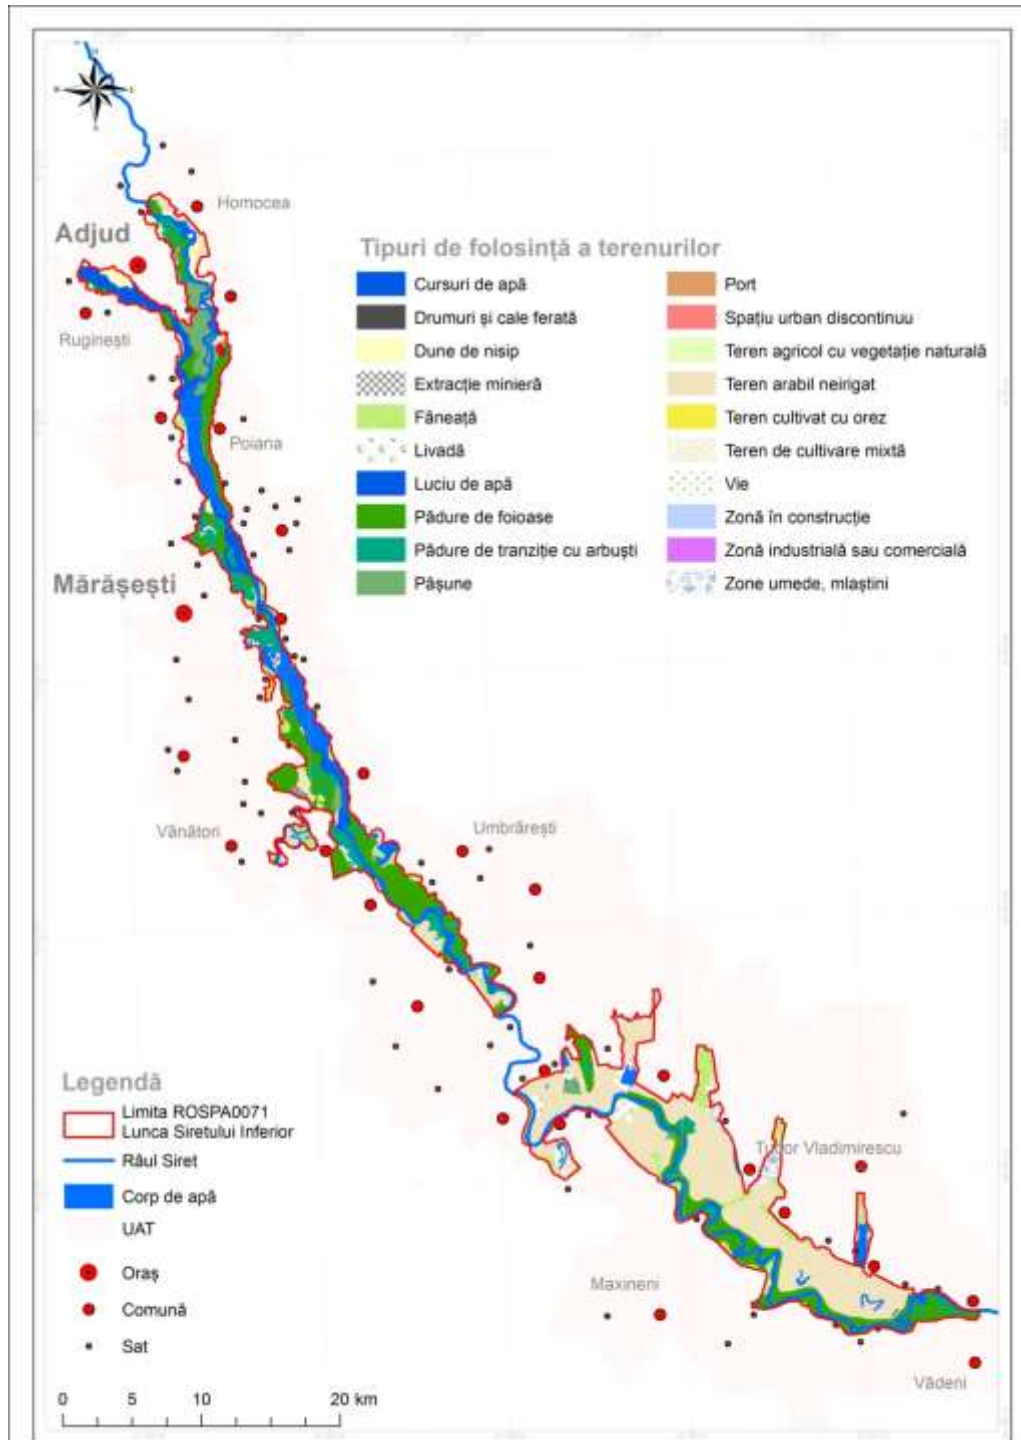 Homocea
Adjud
Ruginești
Poiana
Mărășești
Vânători
Umbrărești
Tudor Vladimirescu
Maxineni
Vădeni
Tipuri de folosință a terenurilor
Cursuri de apă
Drumuri și cale ferată
Dune de nisip
Extracție minieră
Fâneață
Livadă
Luciu de apă
Pădure de foioase
Pădure de tranziție cu arbuști
Pășune
Port
Spațiu urban discontinuu
Teren agricol cu vegetație naturală
Teren arabil neirigat
Teren cultivat cu orez
Teren de cultivare mixtă
Vie
Zonă în construcție
Zonă industrială sau comercială
Zone umede, mlaștini
Legendă
Limita ROSPA0071
Lunca Siretului Inferior
Râul Siret
Corp de apă
UAT
Oraș
Comună
Sat
0 5 10 20 km